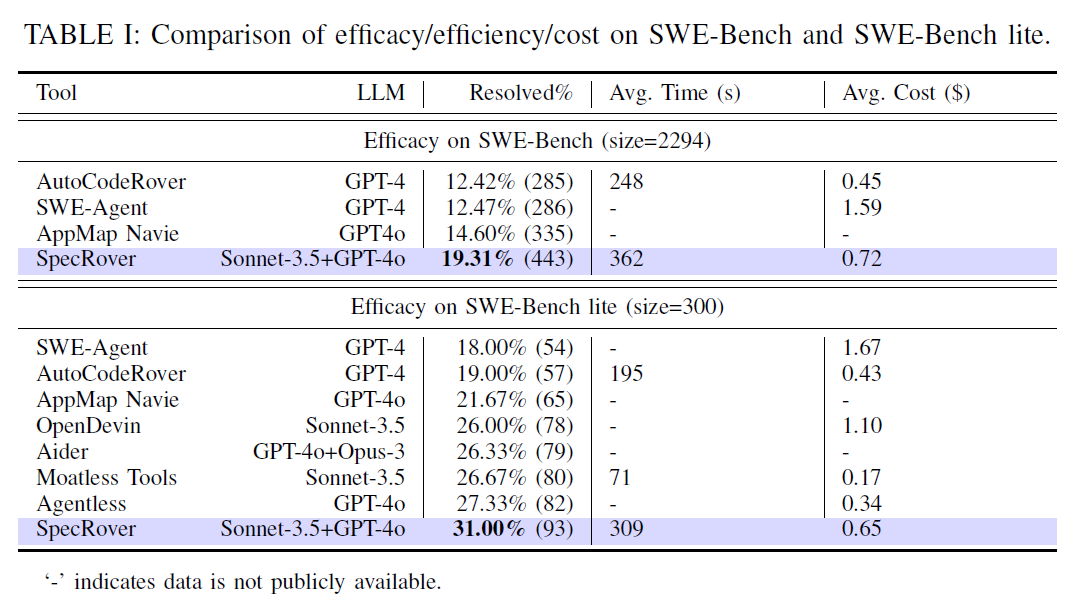 TABLE I: Comparison of efficacy/efficiency/cost on SWE-Bench and SWE-Bench lite.
Tool LLM Resolved% Avg. Time (s) Avg. Cost ($)
Efficacy on SWE-Bench (size=2294)
AutoCodeRover GPT-4 12.42% (285) 248 0.45
SWE-Agent GPT-4 12.47% (286) - 1.59
AppMap Navie GPT4o 14.60% (335) - -
SpecRover Sonnet-3.5+GPT-4o 19.31% (443) 362 0.72
Efficacy on SWE-Bench lite (size=300)
SWE-Agent GPT-4 18.00% (54) - 1.67
AutoCodeRover GPT-4 19.00% (57) 195 0.43
AppMap Navie GPT-4o 21.67% (65) - -
OpenDevin Sonnet-3.5 26.00% (78) - 1.10
Aider GPT-4o+Opus-3 26.33% (79) - -
Moatless Tools Sonnet-3.5 26.67% (80) 71 0.17
Agentless GPT-4o 27.33% (82) - 0.34
SpecRover Sonnet-3.5+GPT-4o 31.00% (93) 309 0.65
‘-’ indicates data is not publicly available.